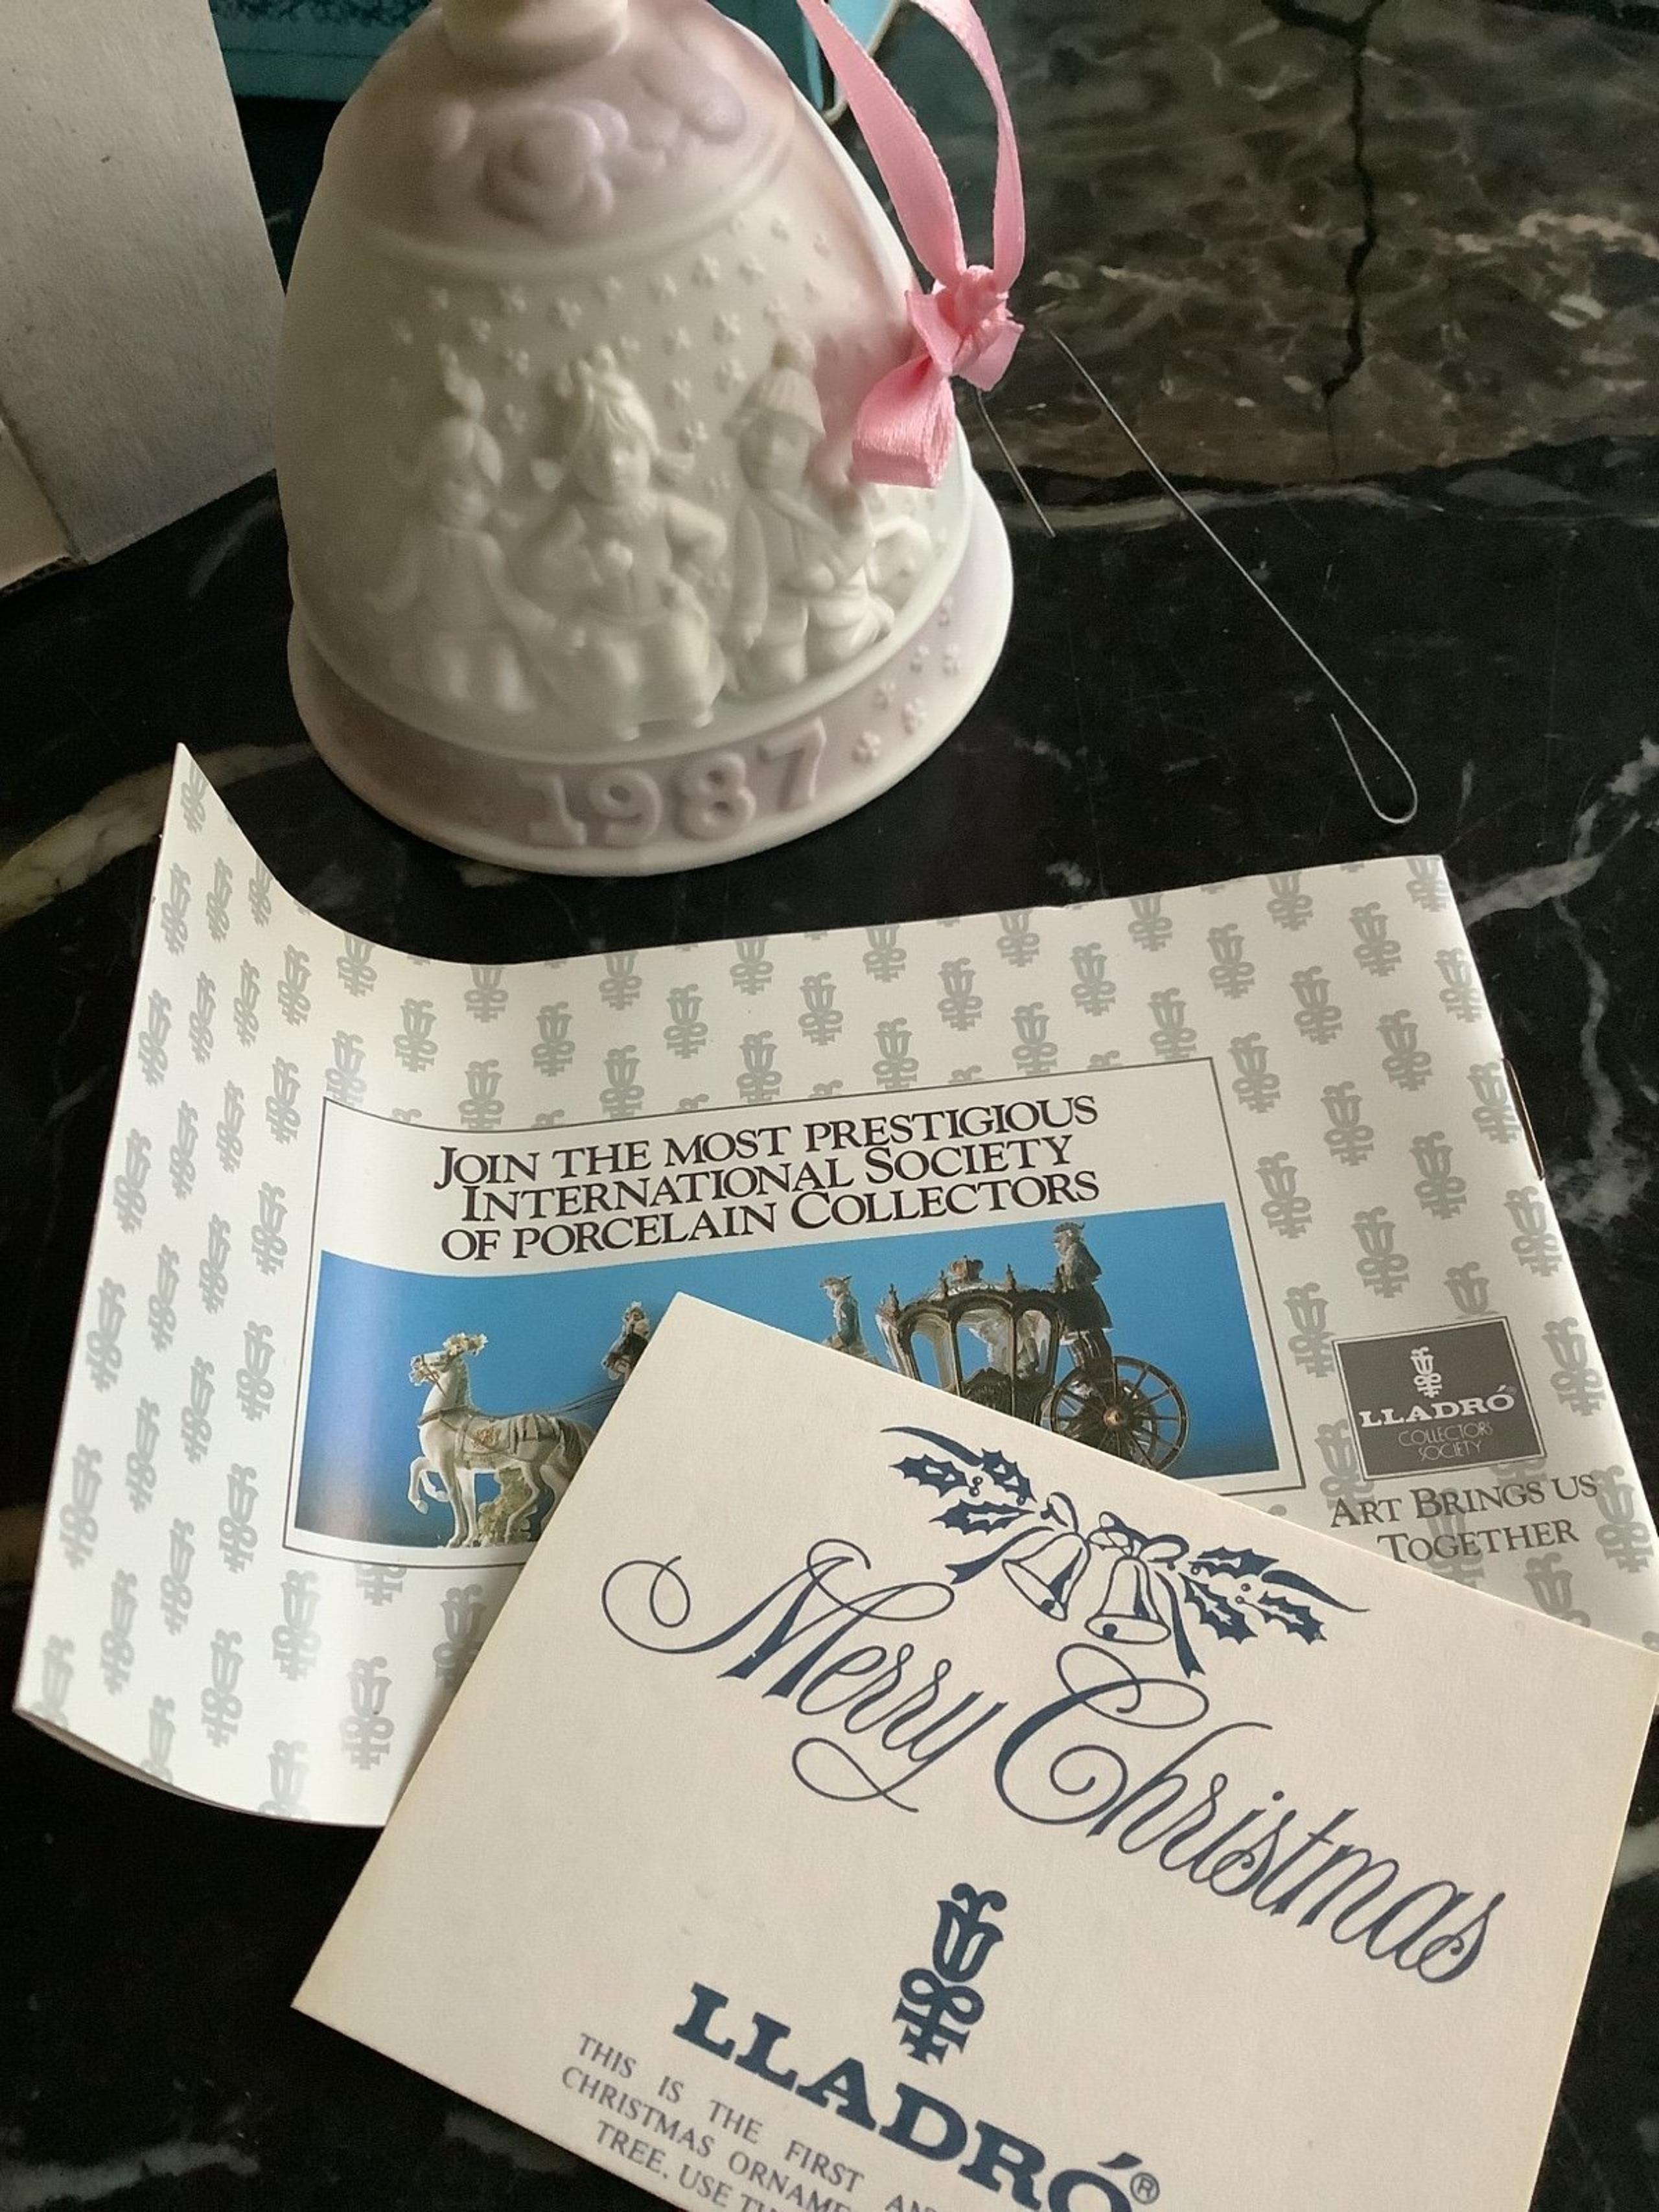 1987
JOIN THE MOST PRESTIGIOUS
INTERNATIONAL SOCIETY
OF PORCELAIN COLLECTORS
LLADRÓ
COLLECTORS
SOCIETY
ART BRINGS US
TOGETHER
Merry Christmas
LLADRÓ®
THIS IS THE FIRST
CHRISTMAS
TREE. USE